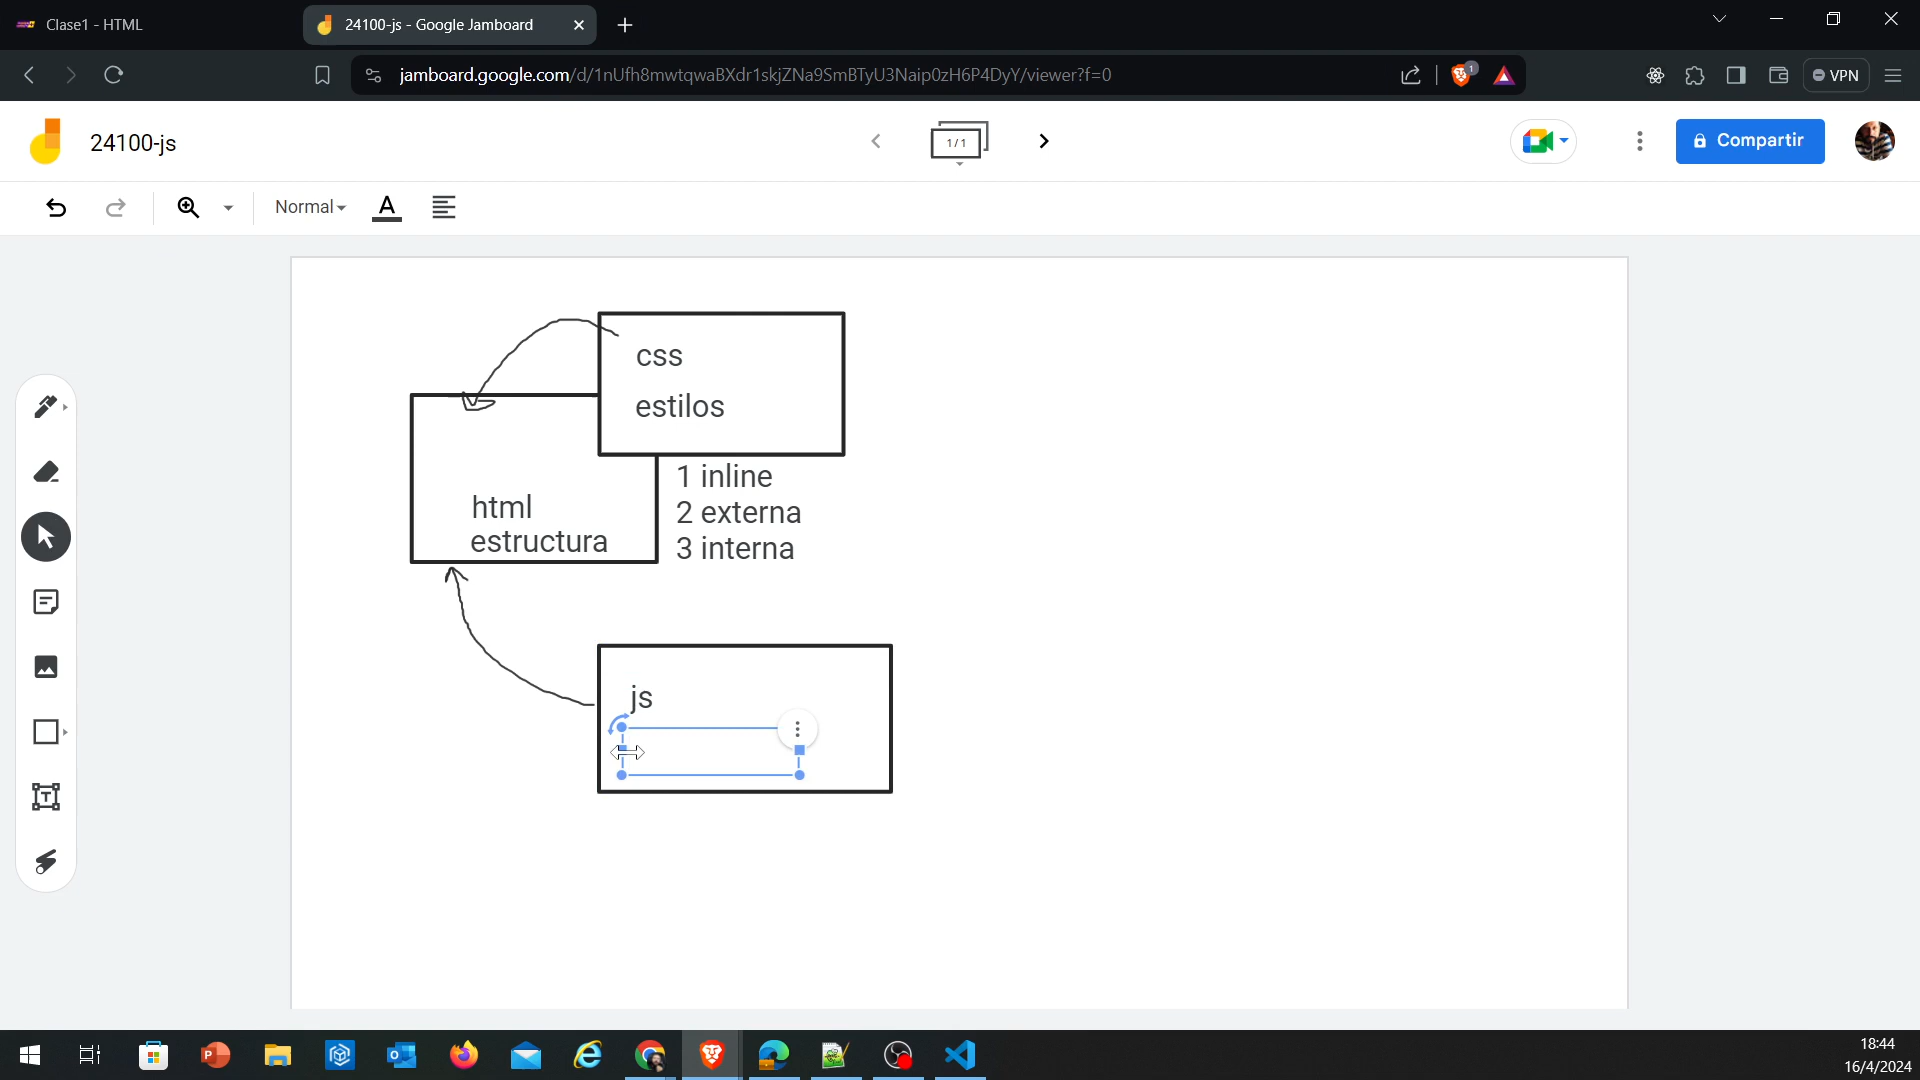 Clase1 - HTML
24100-js - Google Jamboard
jamboard.google.com/d/1nUfh8mwtqwaBXdr1skjZNa9SmBTyU3Naip0zH6P4DyY/viewer?f=0
1
VPN
24100-js
1/1
Compartir
Normal
A
css
estilos
1 inline
2 externa
3 interna
html
estructura
js
18:44
16/4/2024